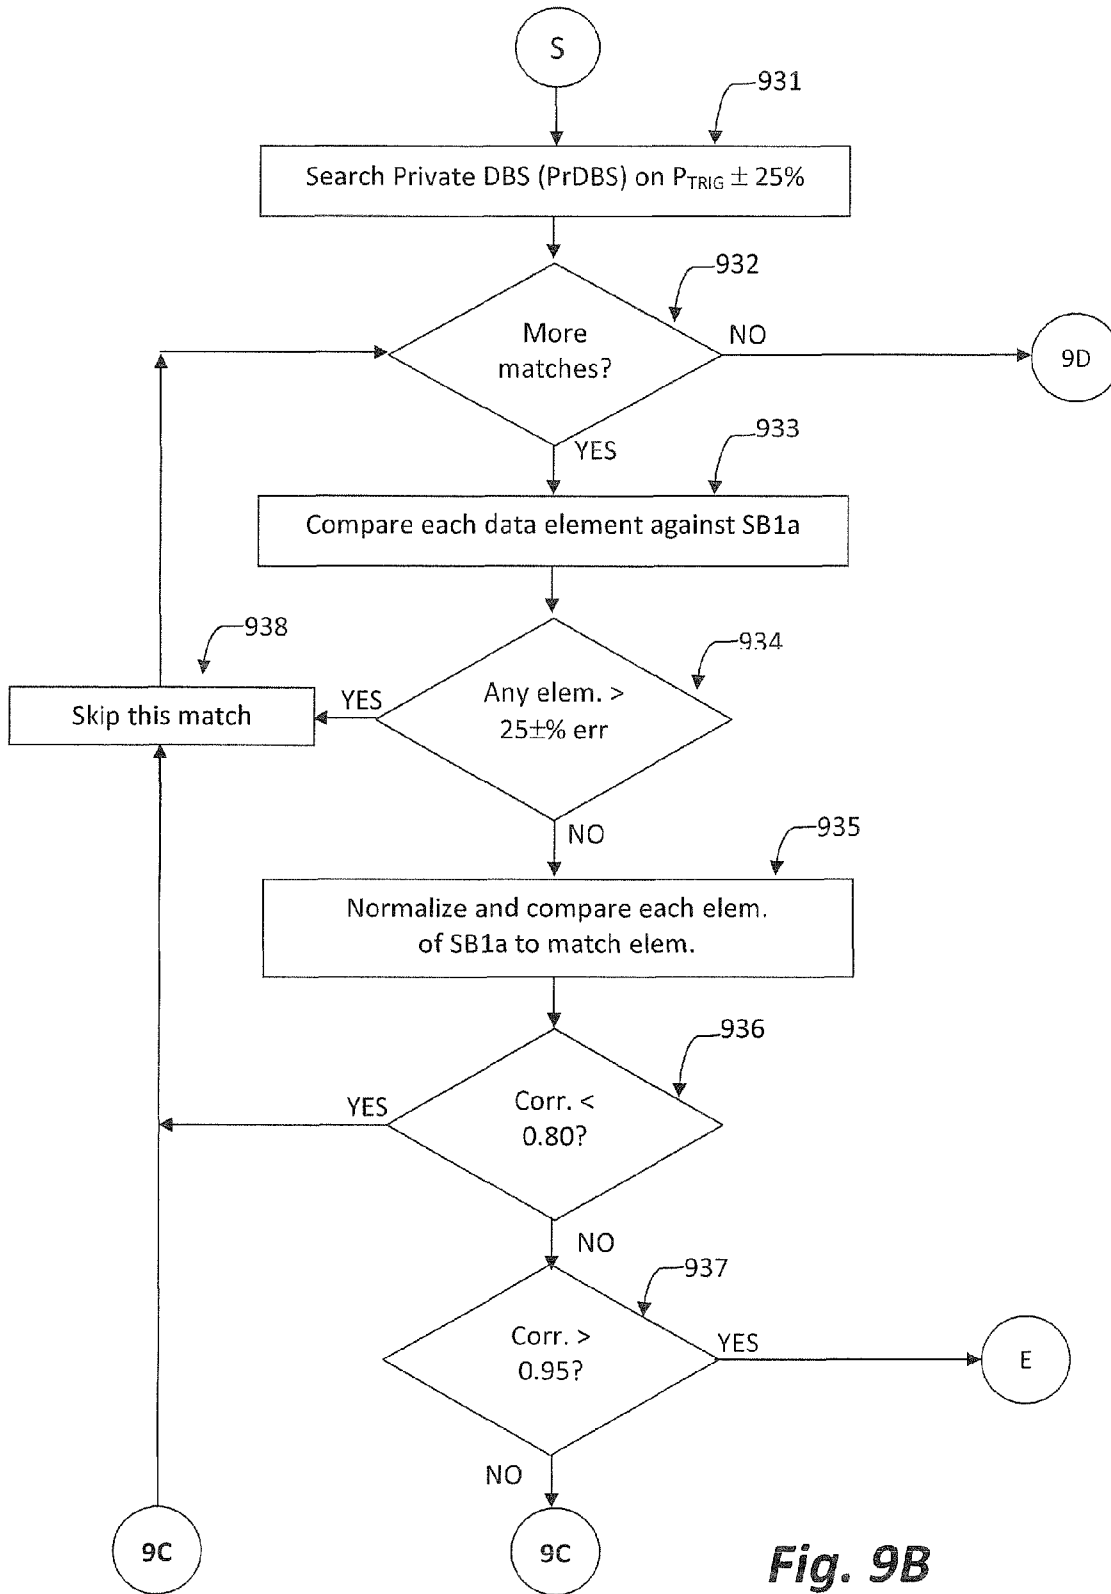 S
931
Search Private DBS (PrDBS) on PTRIG ± 25%
932
More
matches?
NO
9D
YES
933
Compare each data element against SB1a
938
934
Skip this match
YES
Any elem. >
25±% err
NO
935
Normalize and compare each elem.
of SB1a to match elem.
936
YES
Corr. <
0.80?
NO
937
Corr. >
0.95?
YES
E
NO
9C
9C
Fig. 9B